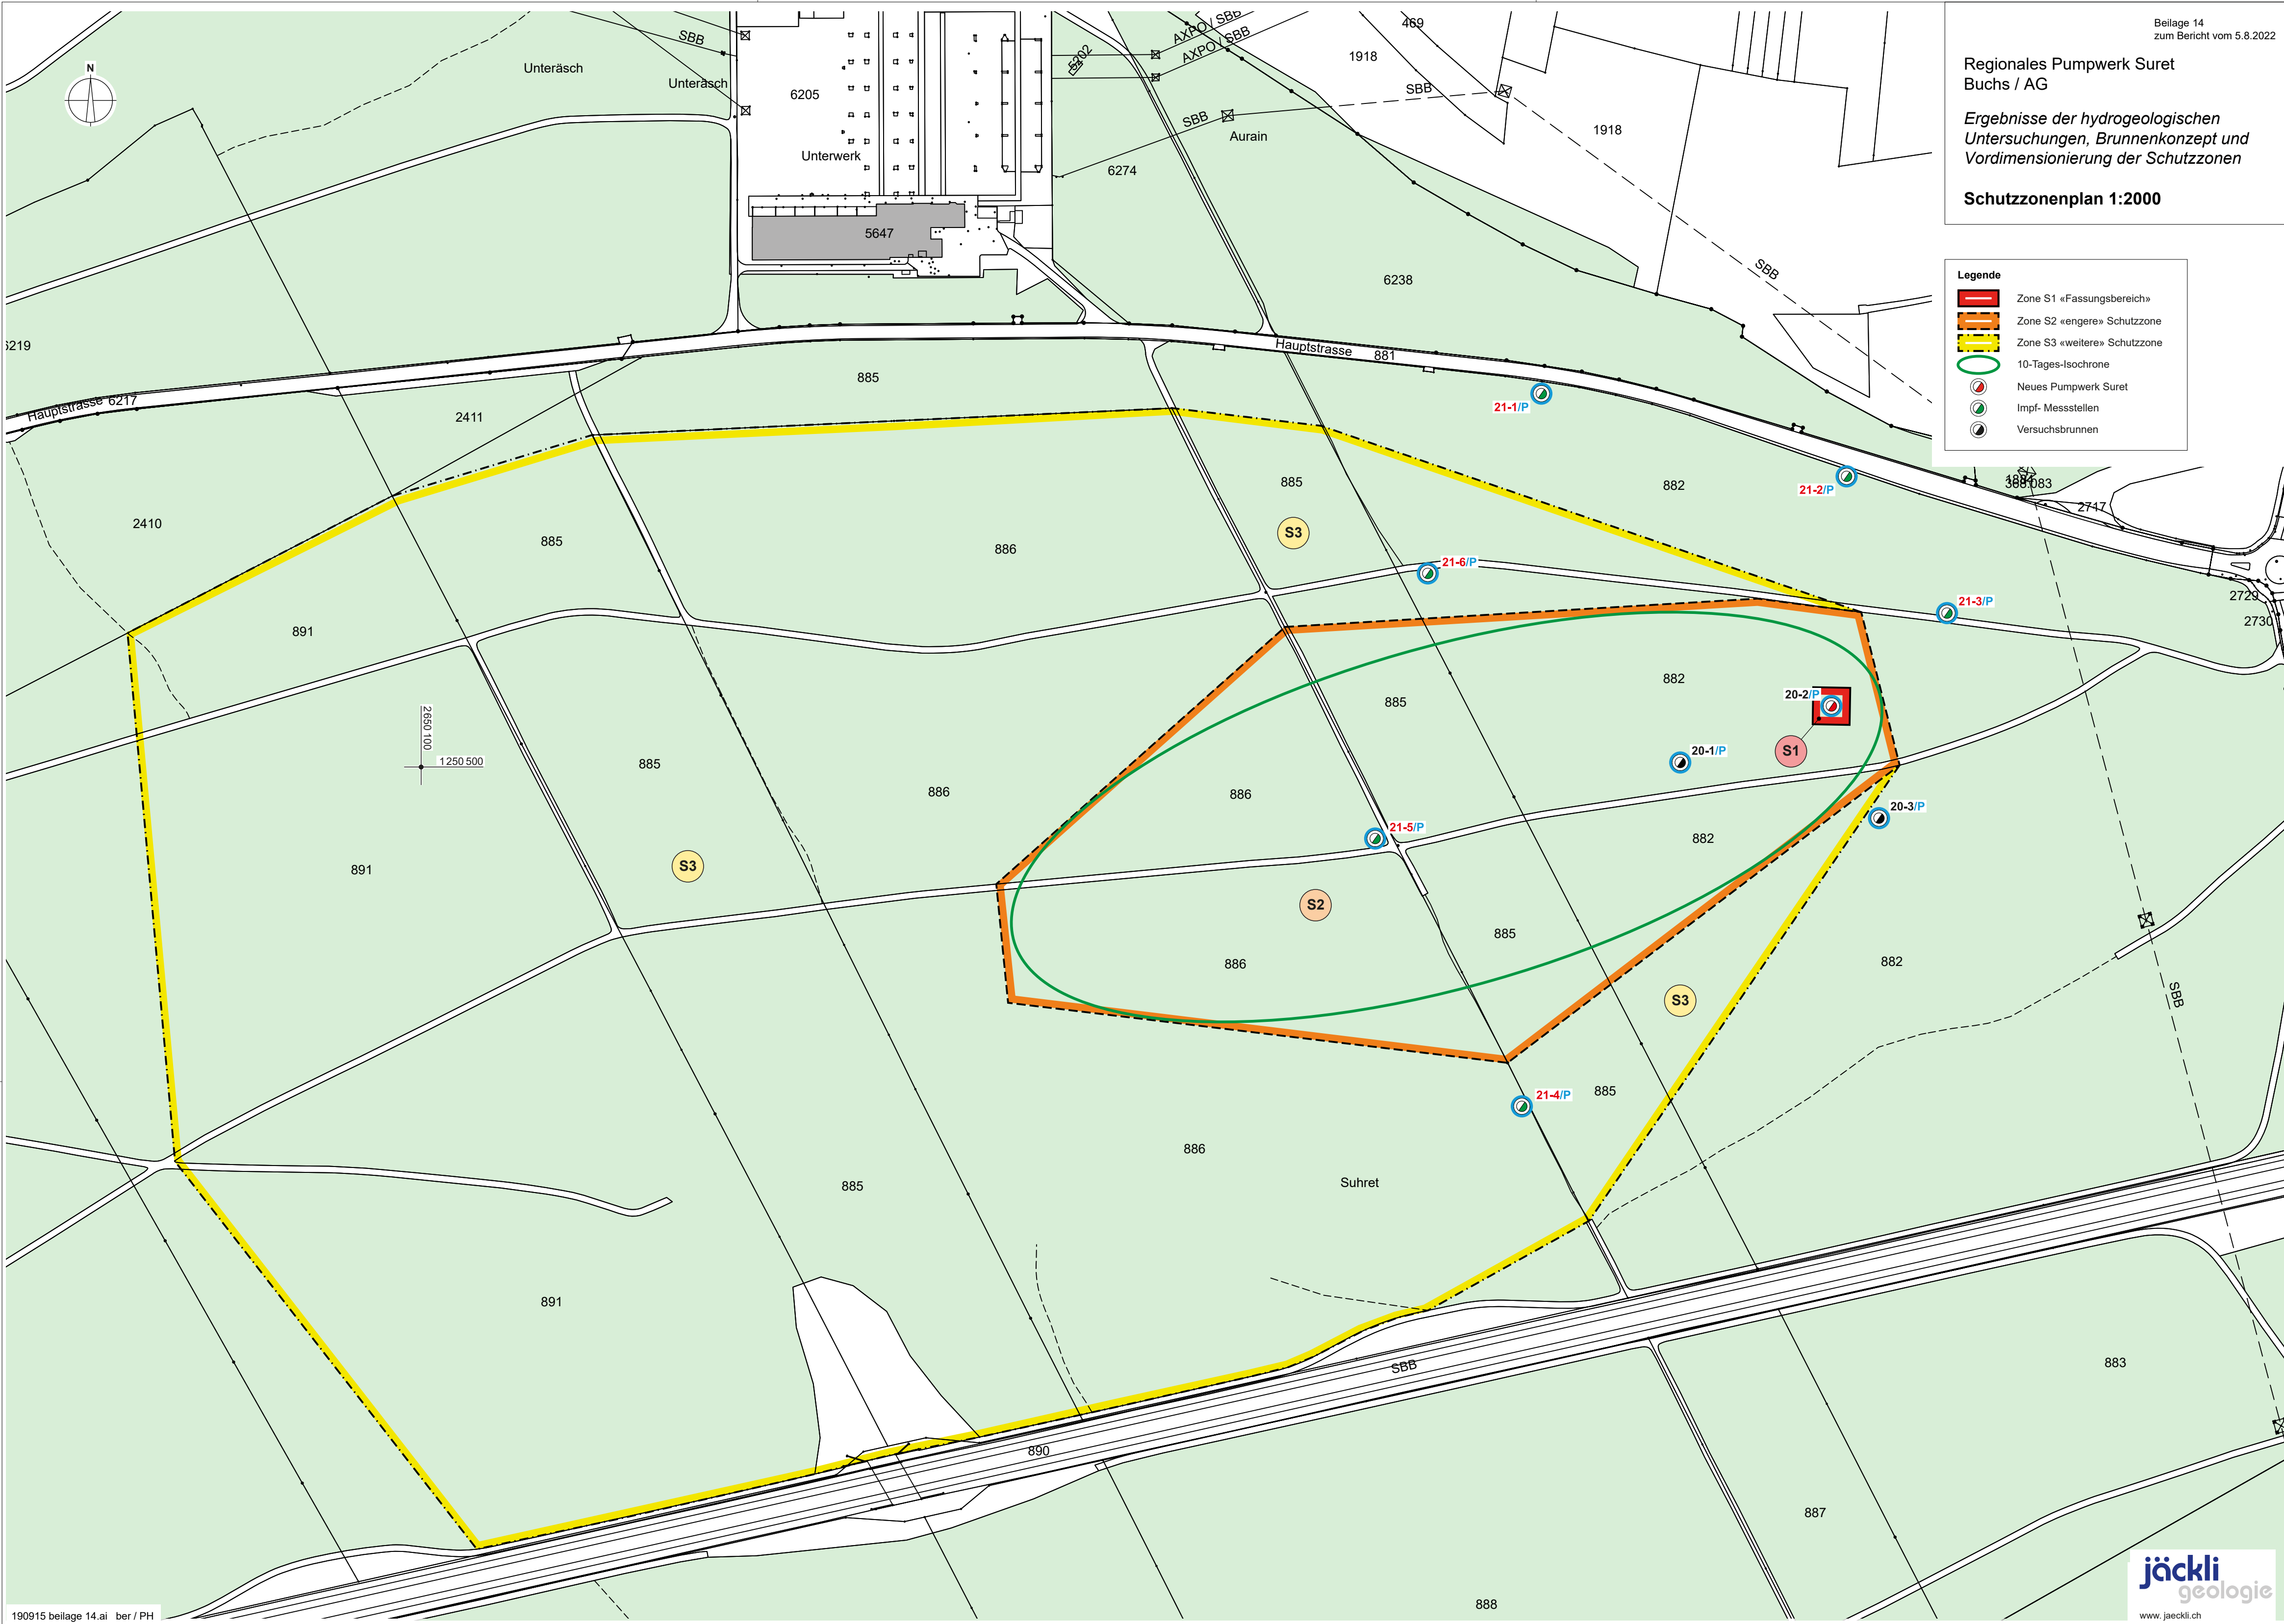 Beilage 14
zum Bericht vom 5.8.2022
Regionales Pumpwerk Suret
Buchs / AG
Ergebnisse der hydrogeologischen
Untersuchungen, Brunnenkonzept und
Vordimensionierung der Schutzzonen
Schutzzonenplan 1:2000
Legende
Zone S1 «Fassungsbereich»
Zone S2 «engere» Schutzzone
Zone S3 «weitere» Schutzzone
10-Tages-Isochrone
Neues Pumpwerk Suret
Impf- Messstellen
Versuchsbrunnen
N
Unteräsch
SBB
Unteräsch
6205
Unterwerk
5647
5202
AXPO / SBB
AXPO / SBB
469
1918
SBB
SBB
Aurain
6274
1918
SBB
6238
6219
Hauptstrasse
881
Hauptstrasse 6217
885
2411
21-1/P
21-2/P
368.083
2717
2410
885
886
885
S3
882
21-6/P
21-3/P
2729
2730
891
2650 100
1 250 500
885
882
20-2/P
S1
20-1/P
885
886
886
21-5/P
882
20-3/P
891
S3
S2
885
886
882
S3
SBB
21-4/P
885
886
885
Suhret
891
SBB
883
890
887
888
jäckli
geologie
www. jaeckli.ch
190915 beilage 14.ai ber / PH